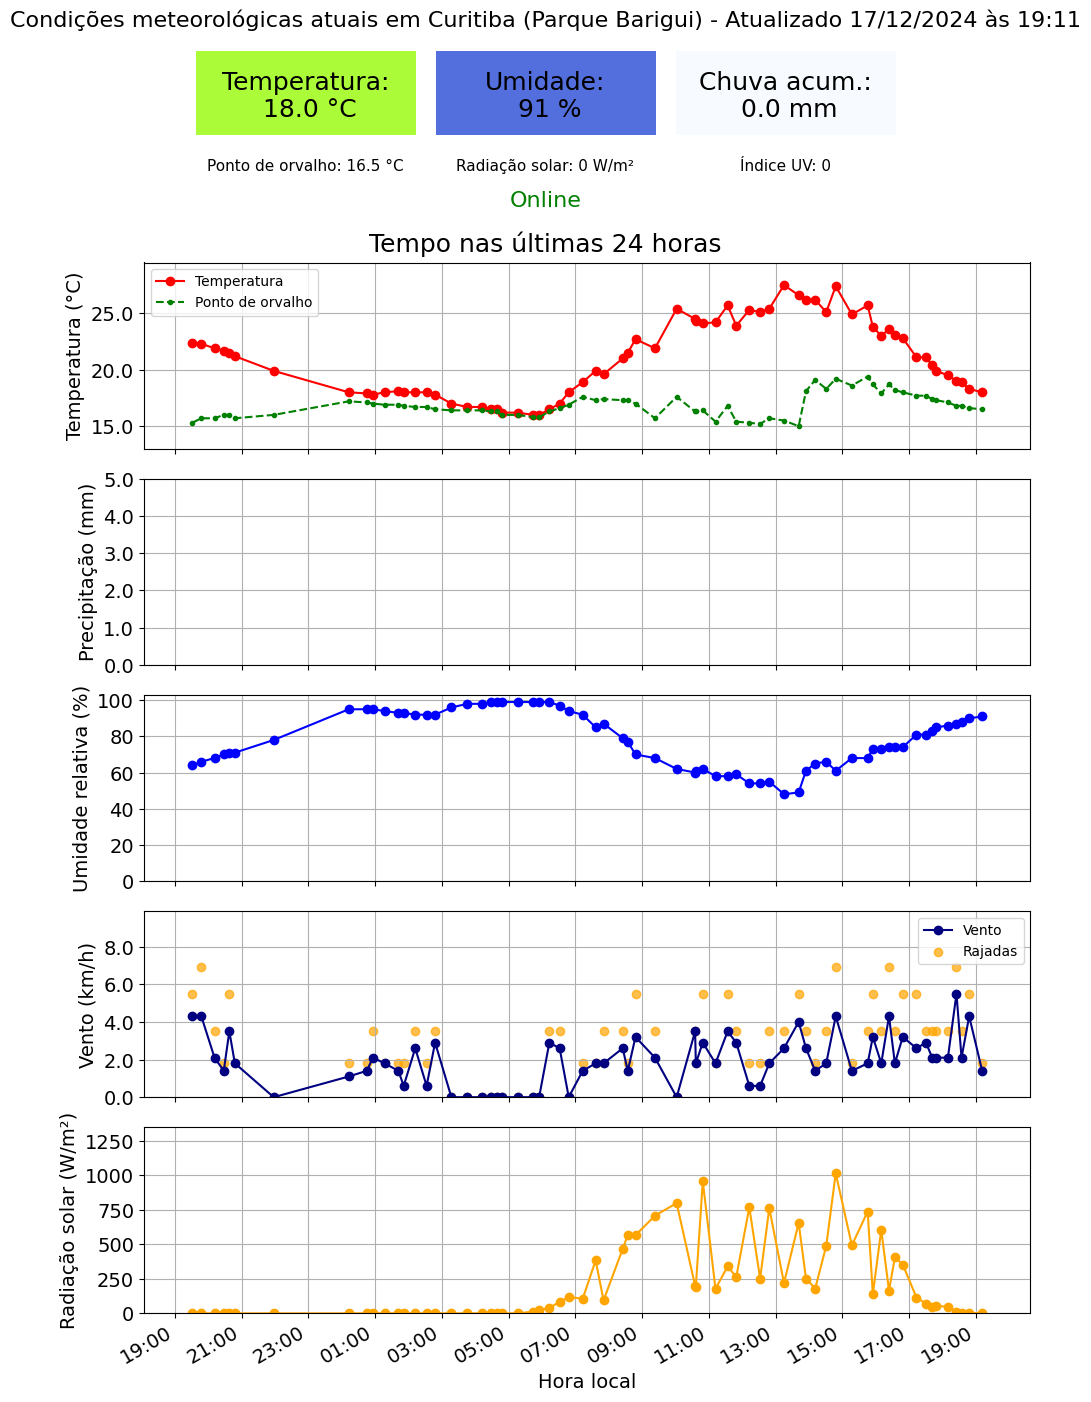 Condições meteorológicas atuais em Curitiba (Parque Barigui) - Atualizado 17/12/2024 às 19:11
Temperatura:
18.0 °C
Umidade:
91 %
Chuva acum.:
0.0 mm
Ponto de orvalho: 16.5 °C
Radiação solar: 0 W/m²
Índice UV: 0
Online
Tempo nas últimas 24 horas
Temperatura (°C)
25.0
20.0
15.0
Temperatura
Ponto de orvalho
Precipitação (mm)
5.0
4.0
3.0
2.0
1.0
0.0
Umidade relativa (%)
100
80
60
40
20
0
Vento (km/h)
8.0
6.0
4.0
2.0
0.0
Vento
Rajadas
Radiação solar (W/m²)
1250
1000
750
500
250
0
19:00
21:00
23:00
01:00
03:00
05:00
07:00
09:00
11:00
13:00
15:00
17:00
19:00
Hora local